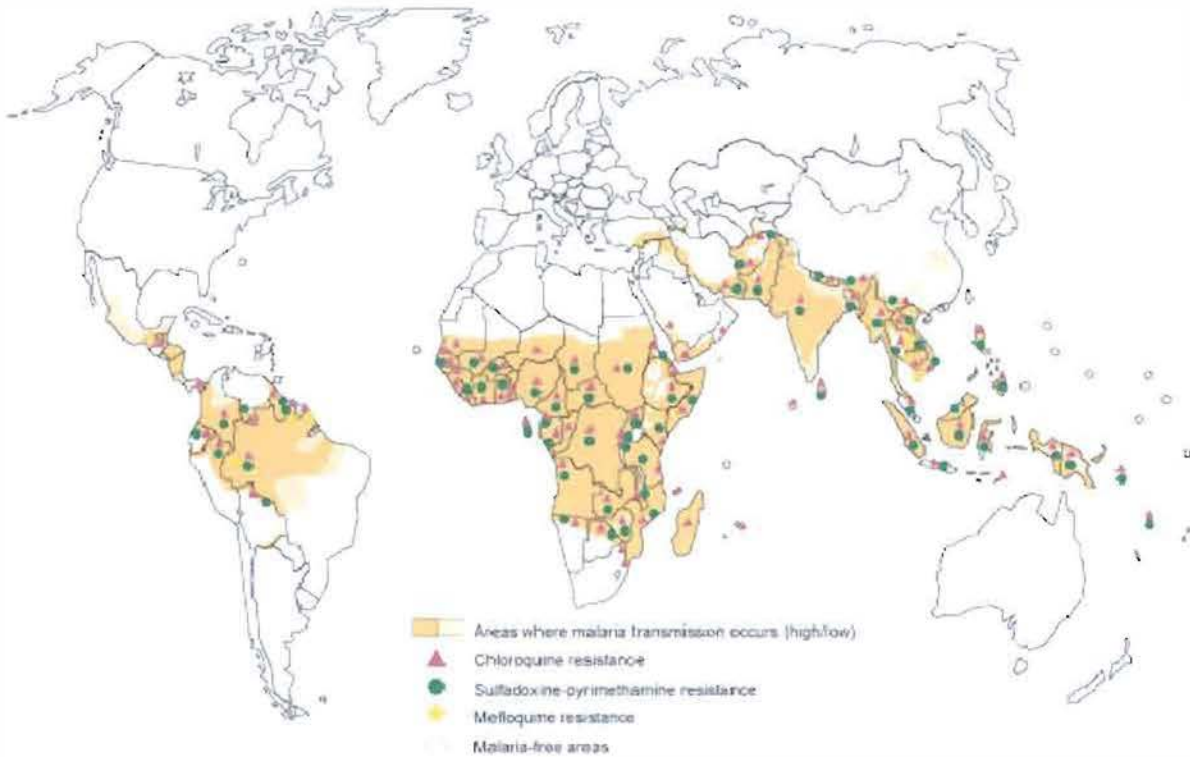 Areas where malaria transmission occurs (high/low)
Chloroquine resistance
Sulfadoxine-pyrimethamine resistance
Mefloquine resistance
Malaria-free areas